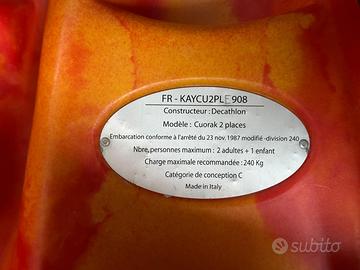 FR - KAYCU2PLE908
Constructeur : Decathlon
Modèle : Cuorak 2 places
Embarcation conforme à l'arrêté du 23 nov. 1987 modifié -division 240
Nbre, personnes maximum : 2 adultes + 1 enfant
Charge maximale recommandée : 240 Kg
Catégorie de conception C
Made in Italy
subito